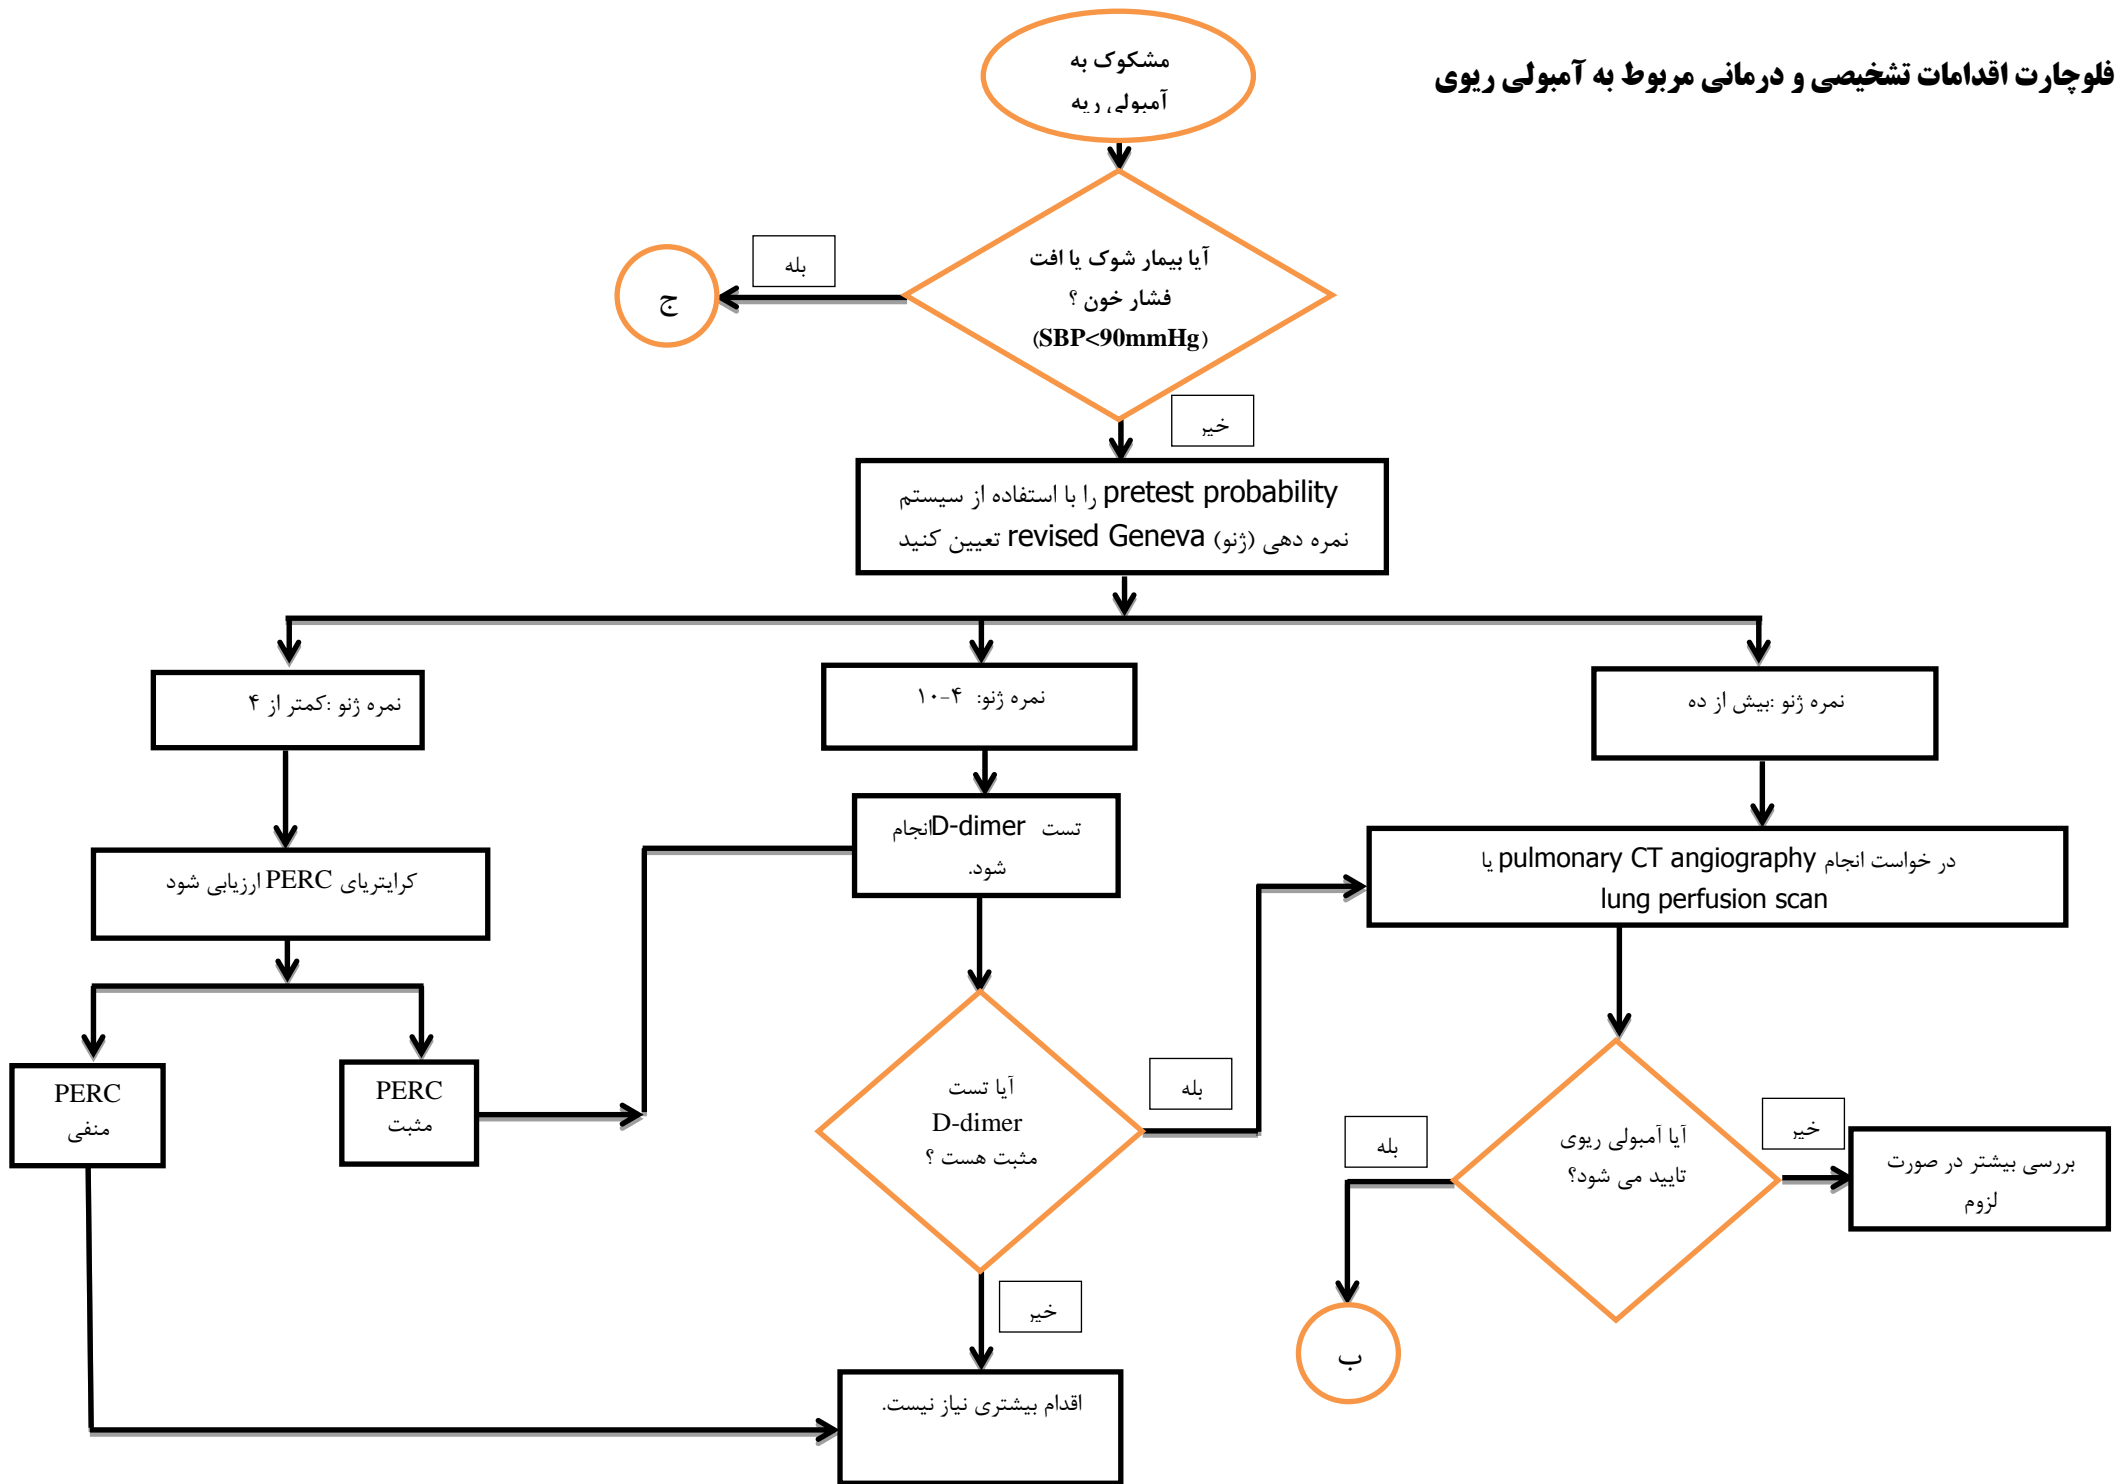 فلوچارت اقدامات تشخیصی و درمانی مربوط به آمبولی ریوی
مشکوک به
آمبولی ریه
آیا بیمار شوک یا افت
فشار خون ؟
(SBP<90mmHg)
بله
ج
خیر
pretest probability را با استفاده از سیستم
نمره دهی (ژنو) revised Geneva تعیین کنید
نمره ژنو :بیش از ده
نمره ژنو: ۴-۱۰
نمره ژنو :کمتر از ۴
تست D-dimerانجام
شود.
در خواست انجام pulmonary CT angiography یا
lung perfusion scan
کرایتریای PERC ارزیابی شود
PERC
مثبت
PERC
منفی
آیا تست
D-dimer
مثبت هست ؟
بله
خیر
آیا آمبولی ریوی
تایید می شود؟
خیر
بله
بررسی بیشتر در صورت
لزوم
ب
اقدام بیشتری نیاز نیست.